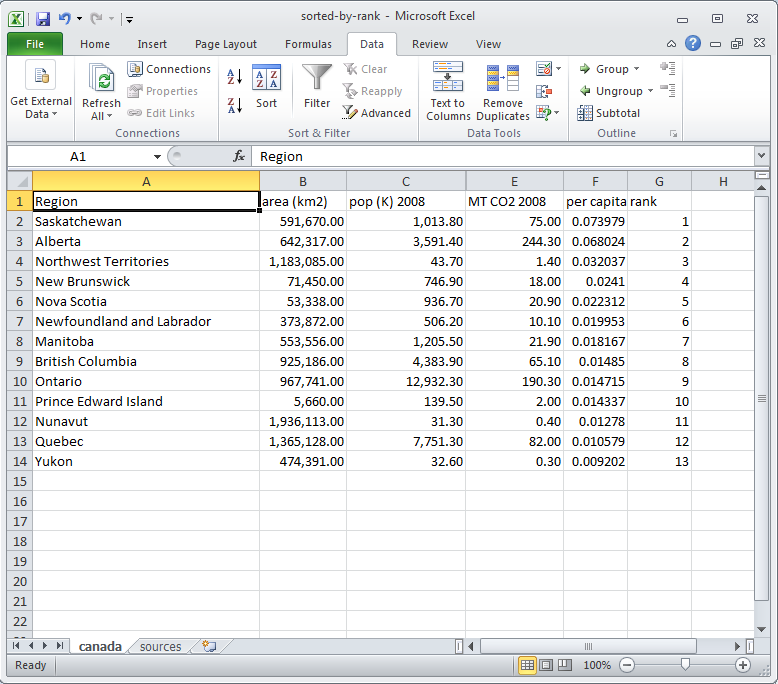 sorted-by-rank - Microsoft Excel
File Home Insert Page Layout Formulas Data Review View
Get External Data
Refresh All
Connections
Properties
Edit Links
Connections
Sort
Filter
Clear
Reapply
Advanced
Sort & Filter
Text to Columns
Remove Duplicates
Data Tools
Group
Ungroup
Subtotal
Outline
A1 fx Region
A B C E F G H
1 Region area (km2) pop (K) 2008 MT CO2 2008 per capita rank
2 Saskatchewan 591,670.00 1,013.80 75.00 0.073979 1
3 Alberta 642,317.00 3,591.40 244.30 0.068024 2
4 Northwest Territories 1,183,085.00 43.70 1.40 0.032037 3
5 New Brunswick 71,450.00 746.90 18.00 0.0241 4
6 Nova Scotia 53,338.00 936.70 20.90 0.022312 5
7 Newfoundland and Labrador 373,872.00 506.20 10.10 0.019953 6
8 Manitoba 553,556.00 1,205.50 21.90 0.018167 7
9 British Columbia 925,186.00 4,383.90 65.10 0.01485 8
10 Ontario 967,741.00 12,932.30 190.30 0.014715 9
11 Prince Edward Island 5,660.00 139.50 2.00 0.014337 10
12 Nunavut 1,936,113.00 31.30 0.40 0.01278 11
13 Quebec 1,365,128.00 7,751.30 82.00 0.010579 12
14 Yukon 474,391.00 32.60 0.30 0.009202 13
15
16
17
18
19
20
21
22
canada sources
Ready 100%